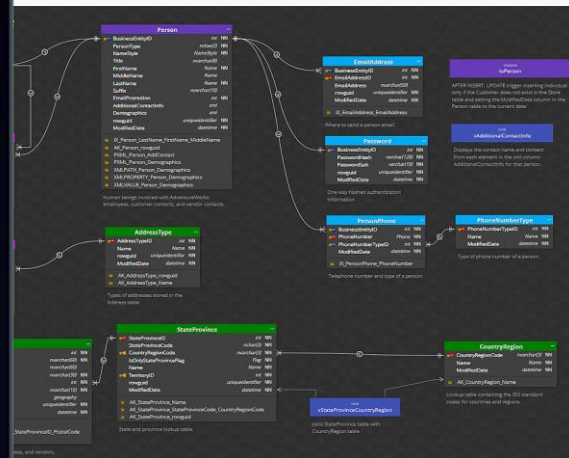 Person
BusinessEntityID int NN
PersonType nchar(2) NN
NameStyle NameStyle NN
Title nvarchar(8)
FirstName Name NN
MiddleName Name
LastName Name NN
Suffix nvarchar(10)
EmailPromotion int NN
AdditionalContactInfo xml
Demographics xml
rowguid uniqueidentifier NN
ModifiedDate datetime NN
IX_Person_LastName_FirstName_MiddleName
AK_Person_rowguid
PXML_Person_AddContact
PXML_Person_Demographics
XMLPATH_Person_Demographics
XMLPROPERTY_Person_Demographics
XMLVALUE_Person_Demographics
Human beings involved with AdventureWorks:
employees, customer contacts, and vendor contacts.
EmailAddress
BusinessEntityID int NN
EmailAddressID int NN
EmailAddress nvarchar(50)
rowguid uniqueidentifier NN
ModifiedDate datetime NN
IX_EmailAddress_EmailAddress
Where to send a person email.
Password
BusinessEntityID int NN
PasswordHash varchar(128) NN
PasswordSalt varchar(10) NN
rowguid uniqueidentifier NN
ModifiedDate datetime NN
One way hashed authentication
information
PersonPhone
BusinessEntityID int NN
PhoneNumber Phone NN
PhoneNumberTypeID int NN
ModifiedDate datetime NN
IX_PersonPhone_PhoneNumber
Telephone number and type of a person.
PhoneNumberType
PhoneNumberTypeID int NN
Name Name NN
ModifiedDate datetime NN
Type of phone number of a person.
iuPerson
AFTER INSERT, UPDATE trigger inserting Individual
only if the Customer does not exist in the Store
table and setting the ModifiedDate column in the
Person table to the current date.
vAdditionalContactInfo
Displays the contact name and content
from each element in the xml column
AdditionalContactInfo for that person.
AddressType
AddressTypeID int NN
Name Name NN
rowguid uniqueidentifier NN
ModifiedDate datetime NN
AK_AddressType_rowguid
AK_AddressType_Name
Types of addresses stored in the
Address table.
StateProvince
StateProvinceID int NN
StateProvinceCode nchar(3) NN
CountryRegionCode nvarchar(3) NN
IsOnlyStateProvinceFlag Flag NN
Name Name NN
TerritoryID int NN
rowguid uniqueidentifier NN
ModifiedDate datetime NN
AK_StateProvince_Name
AK_StateProvince_StateProvinceCode_CountryRegionCode
AK_StateProvince_rowguid
State and province lookup table.
int NN
nvarchar(60) NN
nvarchar(60)
nvarchar(30) NN
int NN
nvarchar(15) NN
geography
uniqueidentifier NN
datetime NN
StateProvinceID_PostalCode
and vendors.
vStateProvinceCountryRegion
Joins StateProvince table with
CountryRegion table.
CountryRegion
CountryRegionCode nvarchar(3) NN
Name Name NN
ModifiedDate datetime NN
AK_CountryRegion_Name
Lookup table containing the ISO standard
codes for countries and regions.